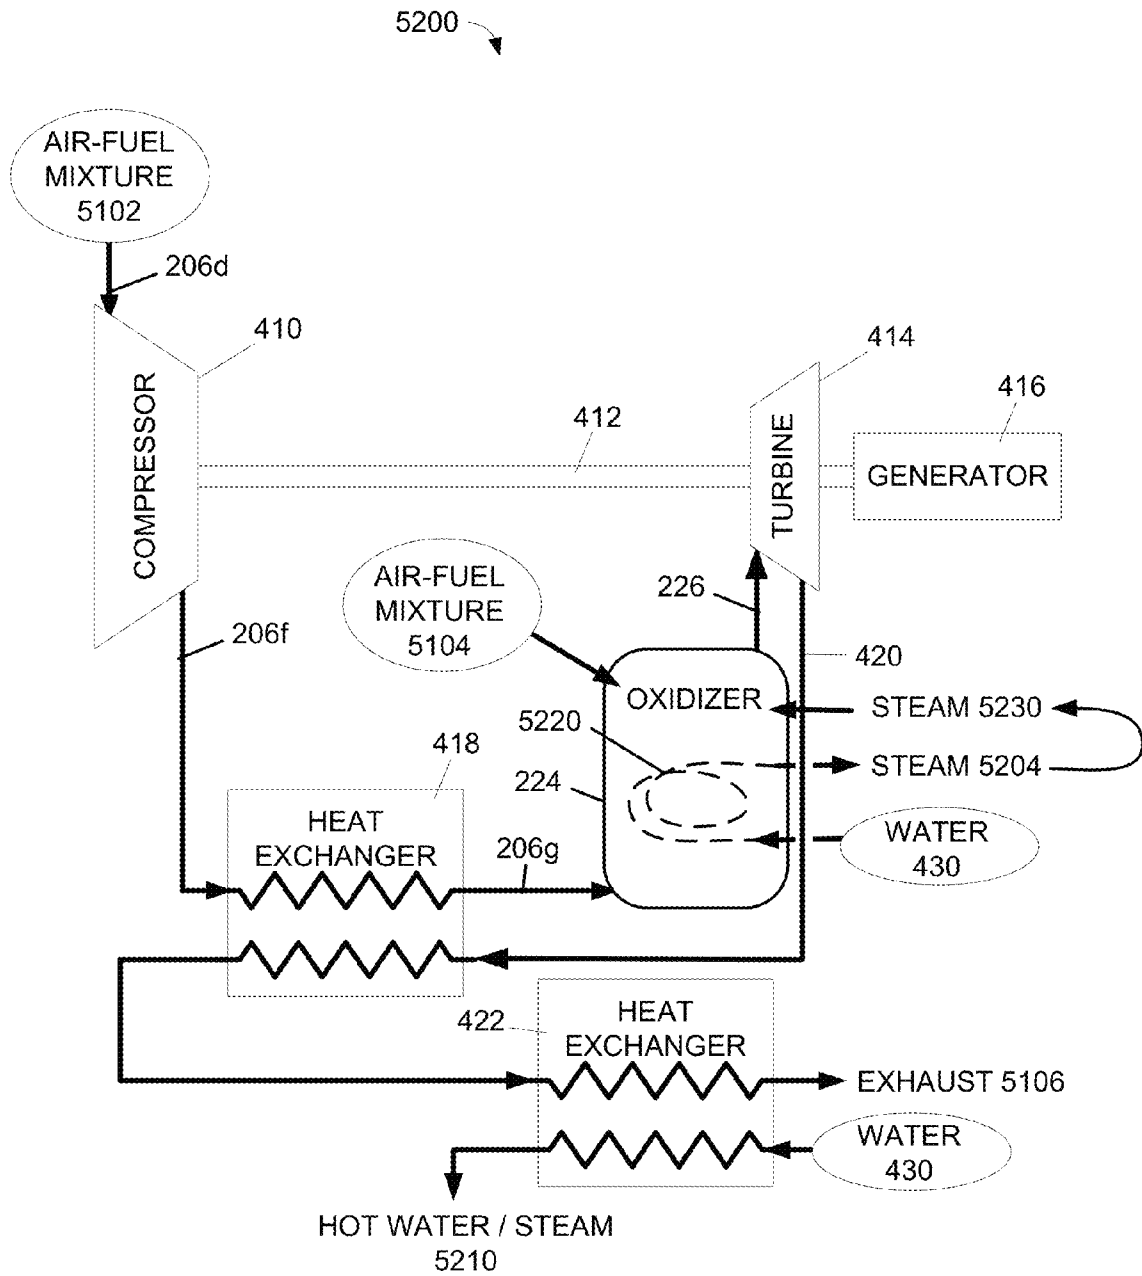 5200
AIR-FUEL
MIXTURE
5102
206d
410
COMPRESSOR
412
414
TURBINE
416
GENERATOR
AIR-FUEL
MIXTURE
5104
226
206f
420
OXIDIZER
STEAM 5230
5220
STEAM 5204
418
224
HEAT
EXCHANGER
206g
WATER
430
422
HEAT
EXCHANGER
EXHAUST 5106
WATER
430
HOT WATER / STEAM
5210